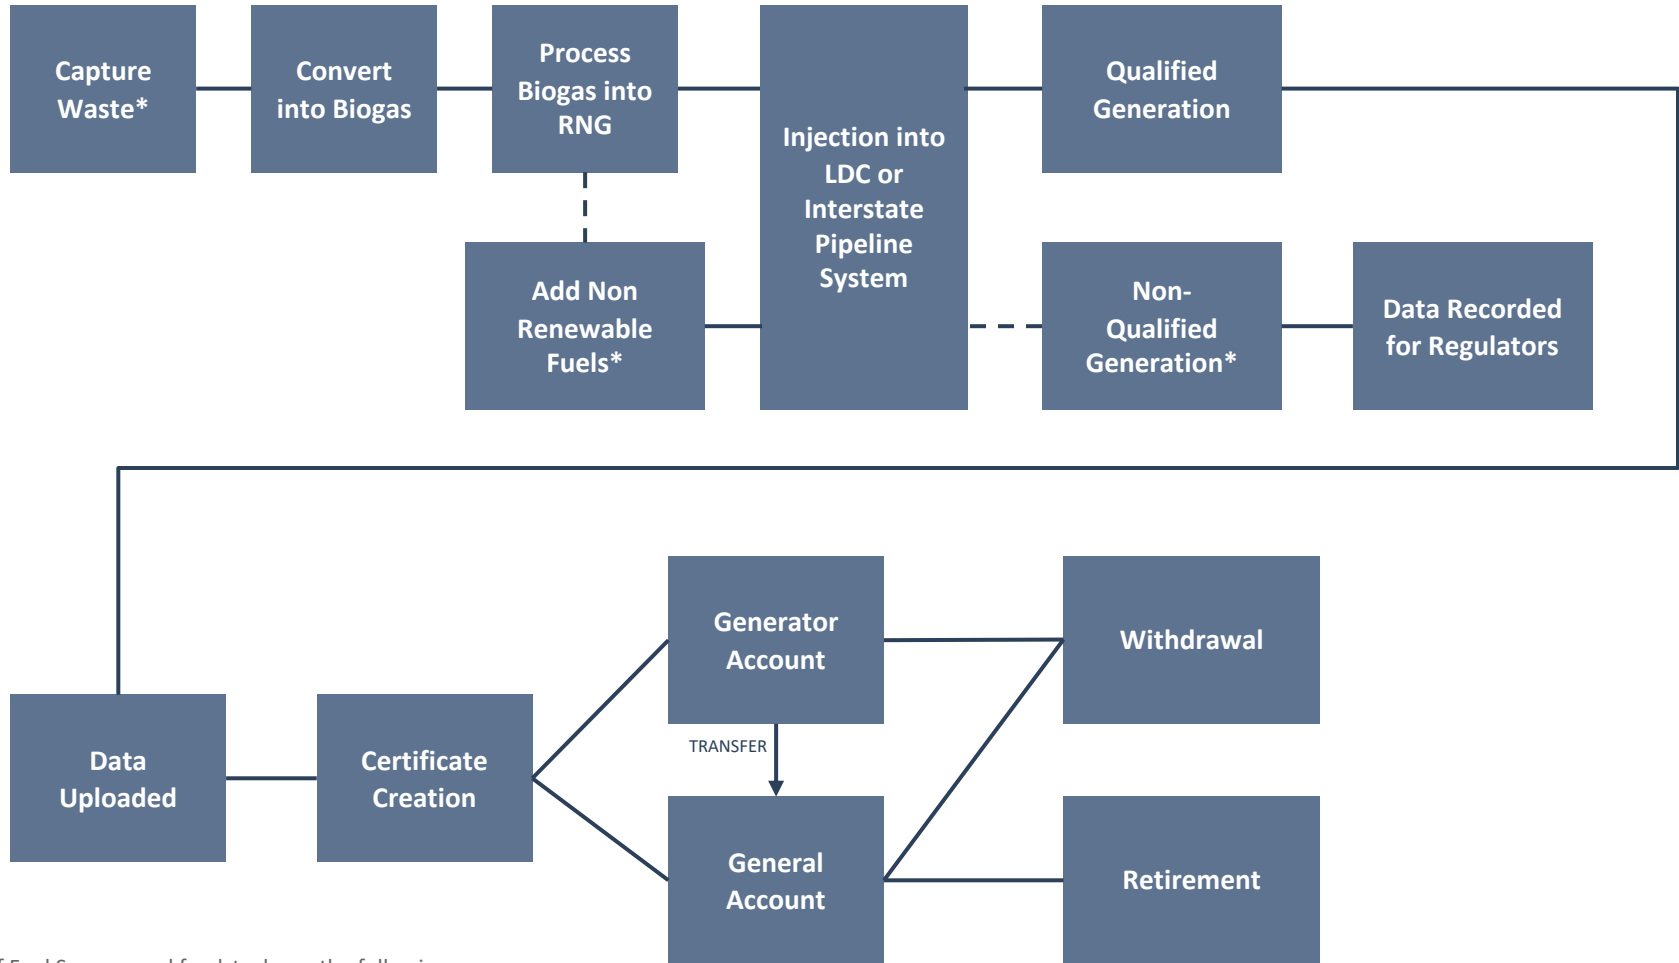 Capture
Waste*
Convert
into Biogas
Process
Biogas into
RNG
Injection into
LDC or
Interstate
Pipeline
System
Qualified
Generation
Add Non
Renewable
Fuels*
Non-
Qualified
Generation*
Data Recorded
for Regulators
Data
Uploaded
Certificate
Creation
Generator
Account
TRANSFER
General
Account
Withdrawal
Retirement